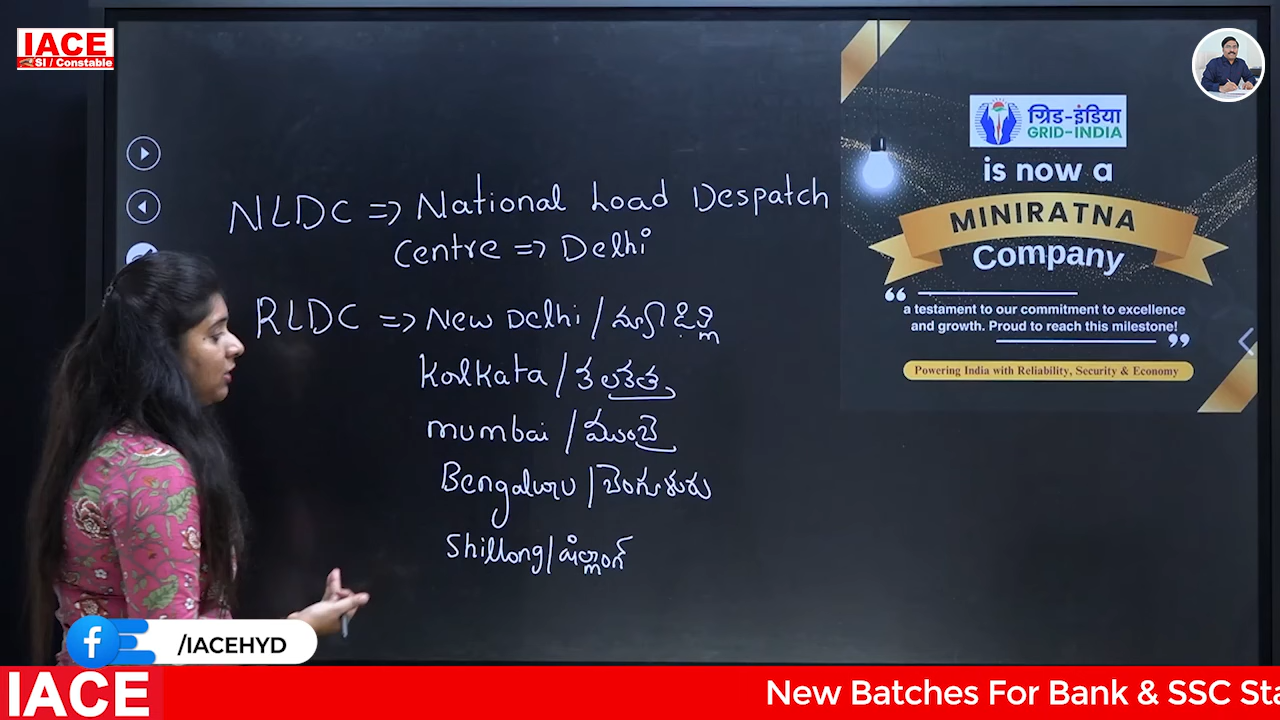 IACE
SI / Constable
NLDC => National Load Despatch
Centre => Delhi
RLDC => New Delhi / న్యూఢిల్లీ
Kolkata / కలకత్త
mumbai / ముంబై
Bengaluru / బెంగూళురు
Shillong / షిల్లాంగ్
ग्रिड-इंडिया
GRID-INDIA
is now a
MINIRATNA
Company
“ a testament to our commitment to excellence
and growth. Proud to reach this milestone! ”
Powering India with Reliability, Security & Economy
/IACEHYD
IACE
New Batches For Bank & SSC Sta